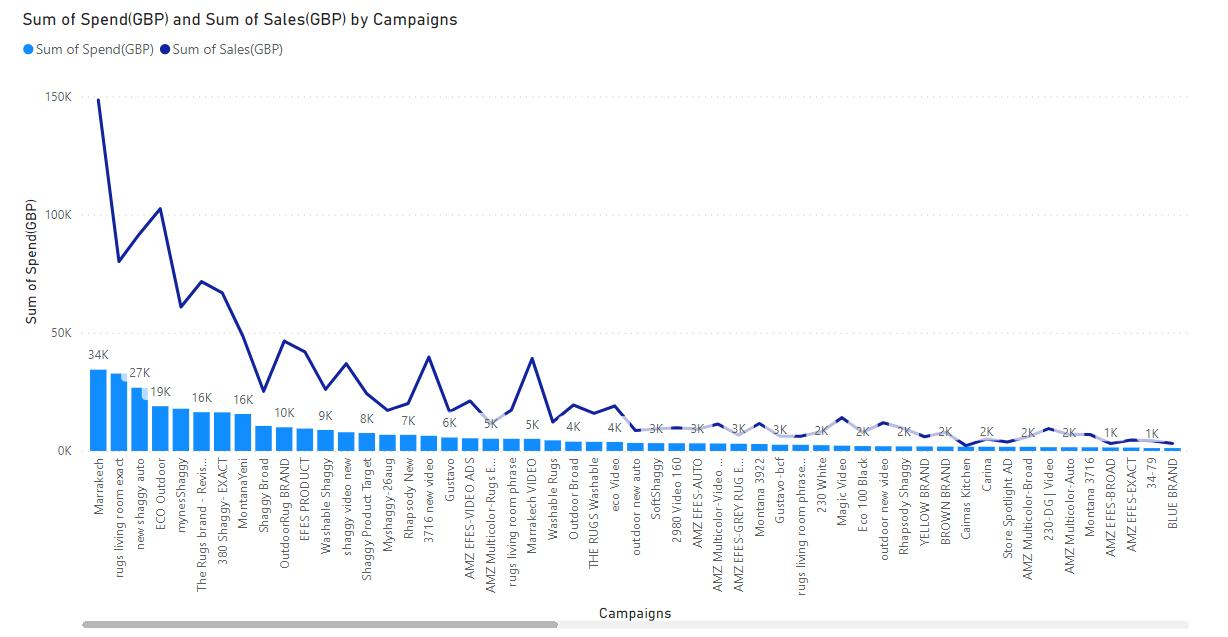 Sum of Spend(GBP) and Sum of Sales(GBP) by Campaigns
Sum of Spend(GBP) Sum of Sales(GBP)
150K
100K
50K
0K
Sum of Spend(GBP)
34K
27K
19K
16K
16K
10K
9K
8K
7K
6K
5K
5K
4K
4K
3K
3K
3K
3K
2K
2K
2K
2K
2K
2K
2K
1K
1K
Marrakech
rugs living room exact
new shaggy auto
ECO Outdoor
mynesShaggy
The Rugs brand - Revis...
380 Shaggy- EXACT
MontanaYeni
Shaggy Broad
OutdoorRug BRAND
EFES PRODUCT
Washable Shaggy
shaggy video new
Shaggy Product Target
Myshaggy-26aug
Rhapsody New
3716 new video
Gustavo
AMZ EFES-VIDEO ADS
AMZ Multicolor-Rugs E...
rugs living room phrase
Marrakech VIDEO
Washable Rugs
Outdoor Broad
THE RUGS Washable
eco Video
outdoor new auto
SoftShaggy
2980 Video 160
AMZ EFES-AUTO
AMZ Multicolor-Video ...
AMZ EFES-GREY RUG E...
Montana 3922
Gustavo -bcf
rugs living room phrase...
230 White
Magic Video
Eco 100 Black
outdoor new video
Rhapsody Shaggy
YELLOW BRAND
BROWN BRAND
Caimas Kitchen
Carina
Store Spotlight AD
AMZ Multicolor-Broad
230-DG | Video
AMZ Multicolor-Auto
Montana 3716
AMZ EFES-BROAD
AMZ EFES-EXACT
34-79
BLUE BRAND
Campaigns